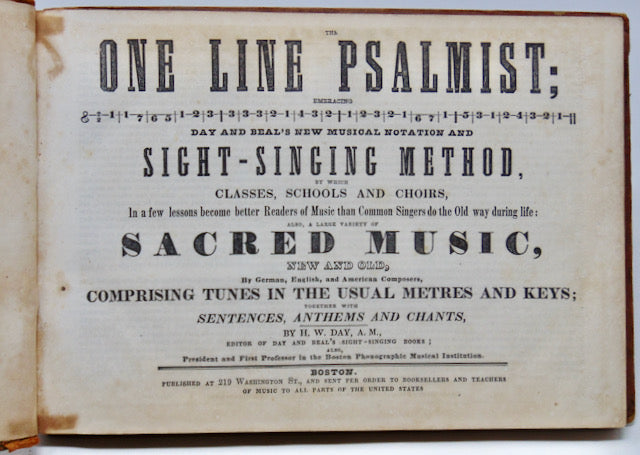 THE
ONE LINE PSALMIST;
EMBRACING
DAY AND BEAL'S NEW MUSICAL NOTATION AND
SIGHT-SINGING METHOD,
BY WHICH
CLASSES, SCHOOLS AND CHOIRS,
In a few lessons become better Readers of Music than Common Singers do the Old way during life:
ALSO, A LARGE VARIETY OF
SACRED MUSIC,
NEW AND OLD,
By German, English, and American Composers,
COMPRISING TUNES IN THE USUAL METRES AND KEYS;
TOGETHER WITH
SENTENCES, ANTHEMS AND CHANTS,
BY H. W. DAY, A. M.,
EDITOR OF DAY AND BEAL'S SIGHT-SINGING BOOKS;
ALSO,
President and First Professor in the Boston Phonographic Musical Institution.
BOSTON.
PUBLISHED AT 219 WASHINGTON ST., AND SENT PER ORDER TO BOOKSELLERS AND TEACHERS
OF MUSIC TO ALL PARTS OF THE UNITED STATES